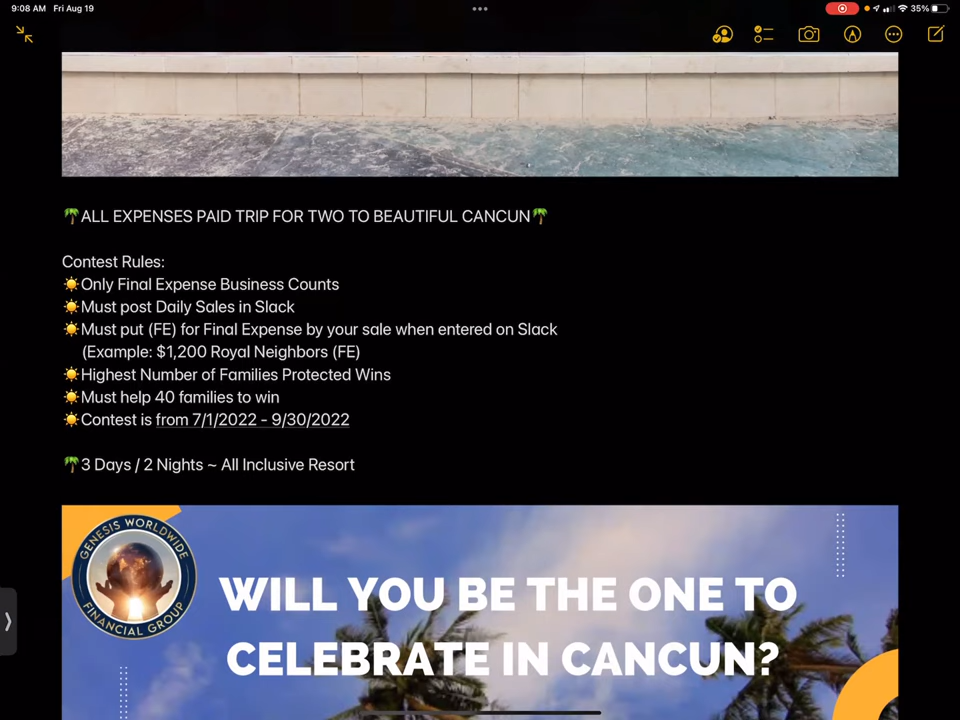 9:08 AM Fri Aug 19
35%
🌴ALL EXPENSES PAID TRIP FOR TWO TO BEAUTIFUL CANCUN🌴
Contest Rules:
☀️Only Final Expense Business Counts
☀️Must post Daily Sales in Slack
☀️Must put (FE) for Final Expense by your sale when entered on Slack
(Example: $1,200 Royal Neighbors (FE)
☀️Highest Number of Families Protected Wins
☀️Must help 40 families to win
☀️Contest is from 7/1/2022 - 9/30/2022
🌴3 Days / 2 Nights ~ All Inclusive Resort
GENESIS WORLDWIDE
FINANCIAL GROUP
WILL YOU BE THE ONE TO
CELEBRATE IN CANCUN?